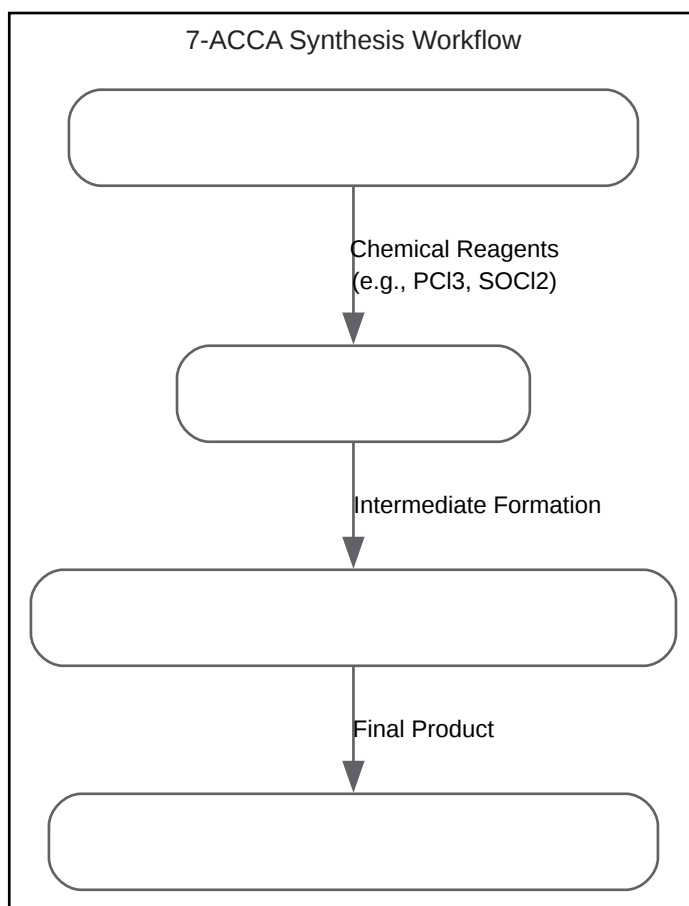 7-ACCA Synthesis Workflow
Chemical Reagents
(e.g., PCl3, SOCl2)
Intermediate Formation
Final Product